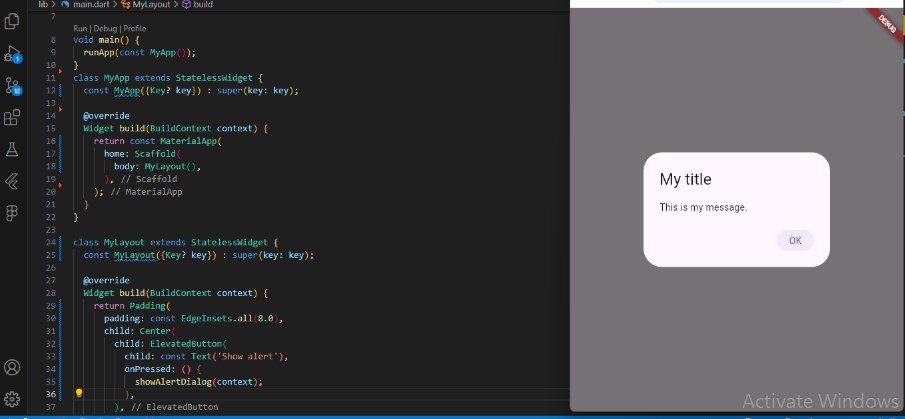 lib > main.dart > MyLayout > build
7
Run | Debug | Profile
8 void main() {
9 runApp(const MyApp());
10 }
11 class MyApp extends StatelessWidget {
12 const MyApp({Key? key}) : super(key: key);
13
14 @override
15 Widget build(BuildContext context) {
16 return const MaterialApp(
17 home: Scaffold(
18 body: MyLayout(),
19 ), // Scaffold
20 ); // MaterialApp
21 }
22 }
23
24 class MyLayout extends StatelessWidget {
25 const MyLayout({Key? key}) : super(key: key);
26
27 @override
28 Widget build(BuildContext context) {
29 return Padding(
30 padding: const EdgeInsets.all(8.0),
31 child: Center(
32 child: ElevatedButton(
33 child: const Text('Show alert'),
34 onPressed: () {
35 showAlertDialog(context);
36 },
37 ), // ElevatedButton
1
12
DEBUG
My title
This is my message.
OK
Activate Windows